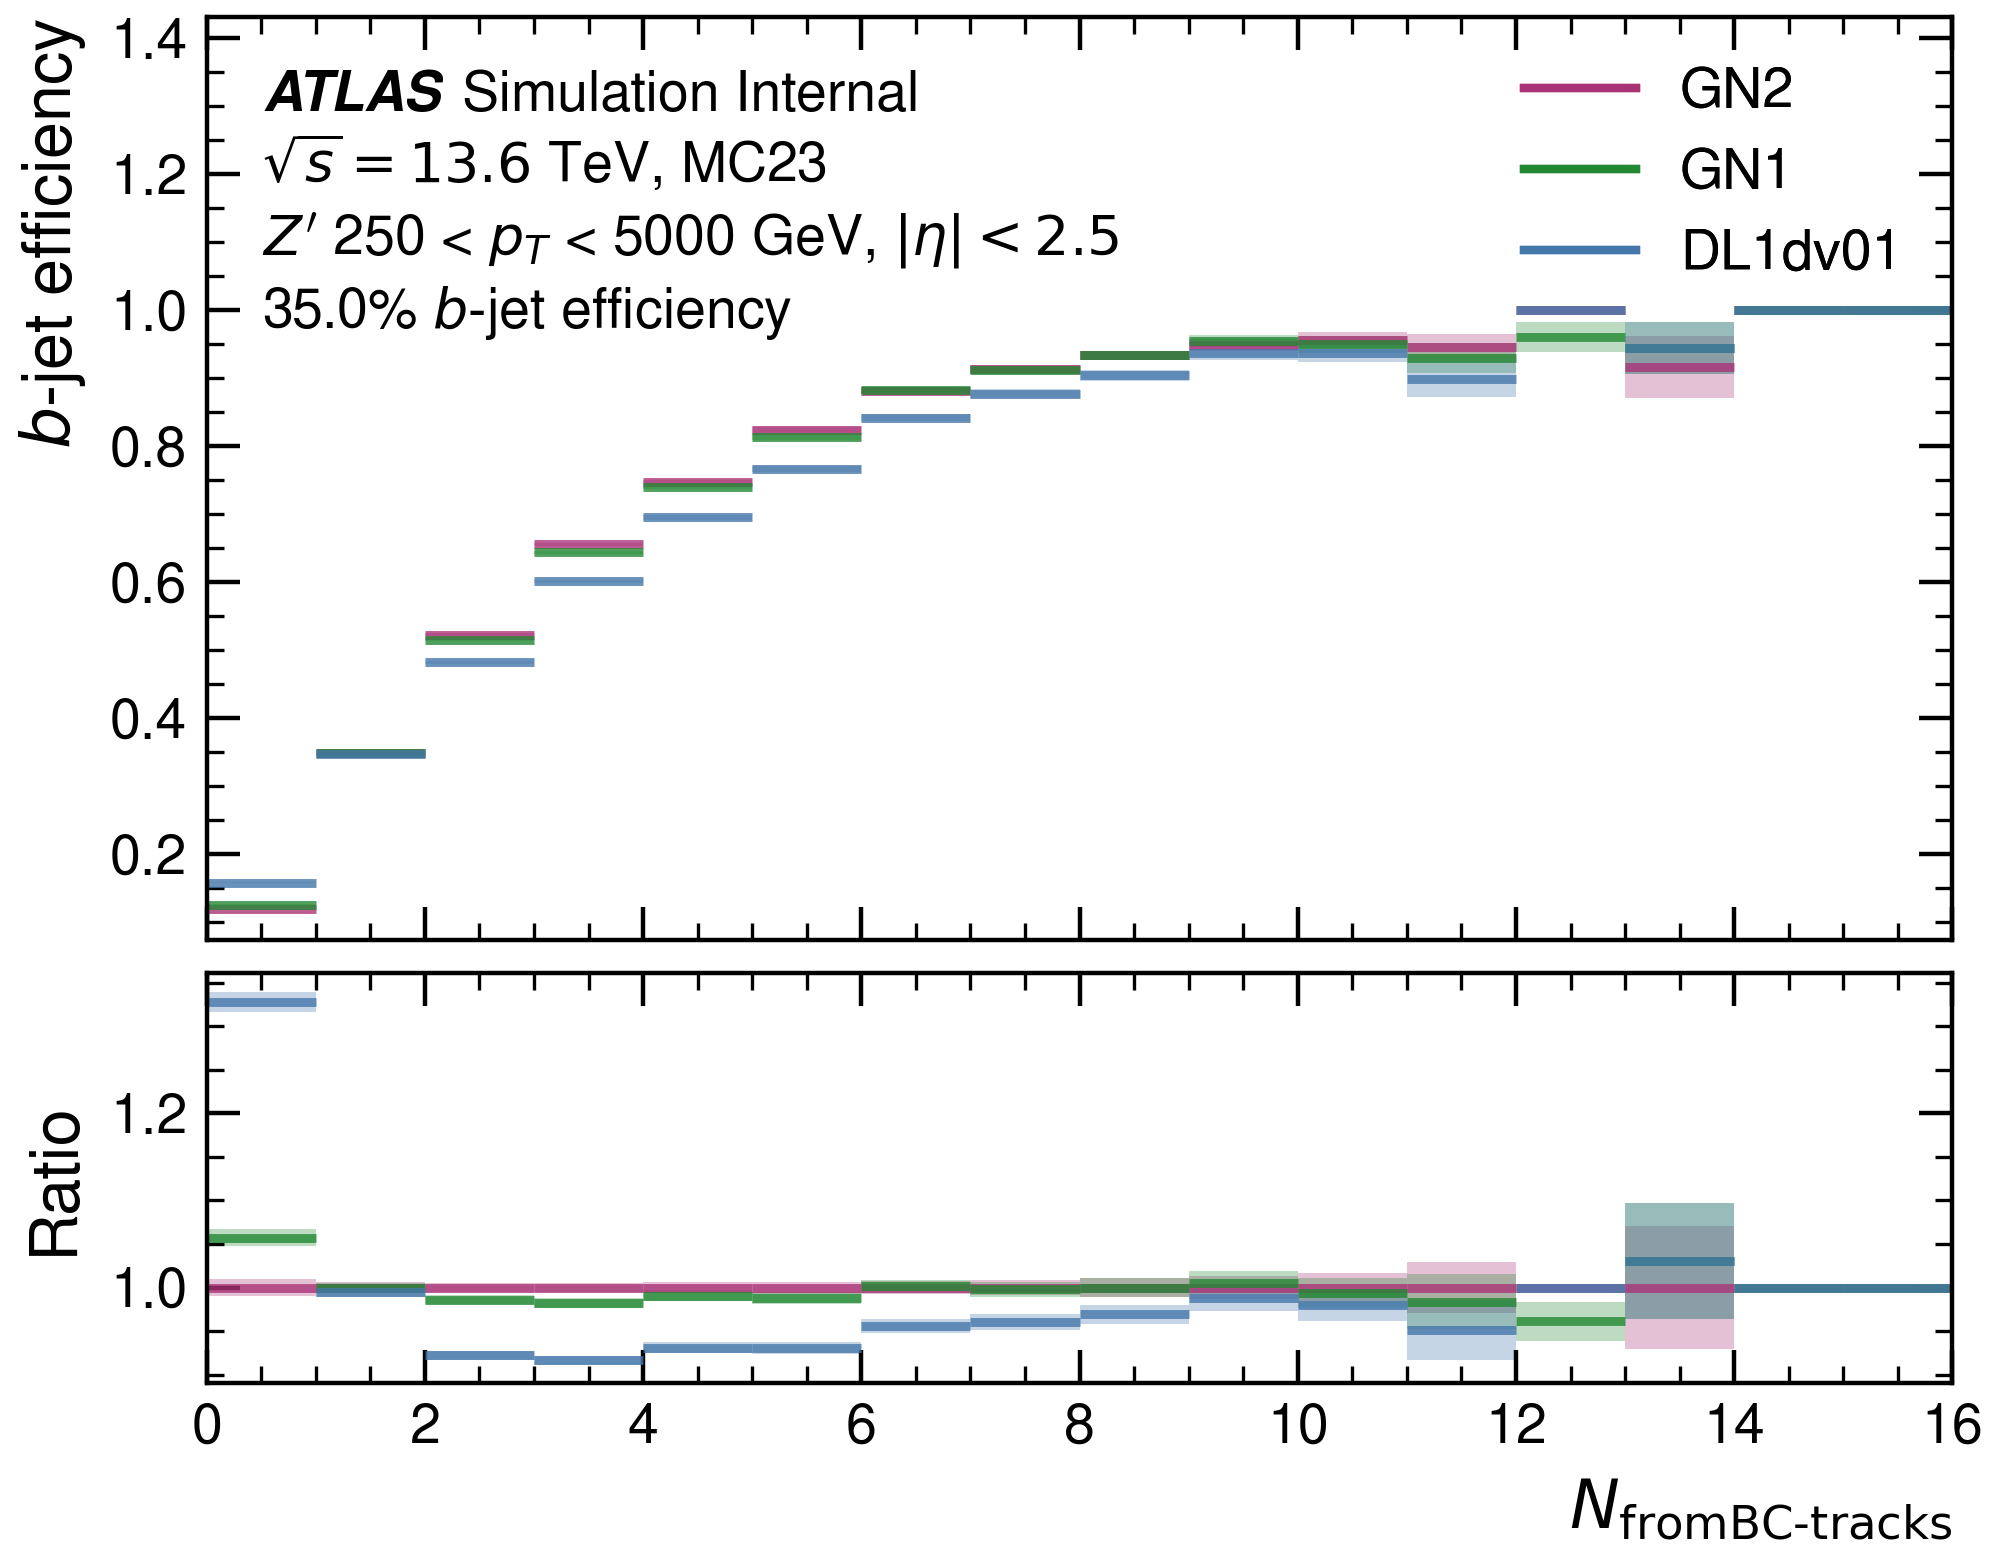 b-jet efficiency
1.4
1.2
1.0
0.8
0.6
0.4
0.2
ATLAS Simulation Internal
√s = 13.6 TeV, MC23
Z′ 250 < pT < 5000 GeV, |η| < 2.5
35.0% b-jet efficiency
GN2
GN1
DL1dv01
Ratio
1.2
1.0
0 2 4 6 8 10 12 14 16
NfromBC-tracks